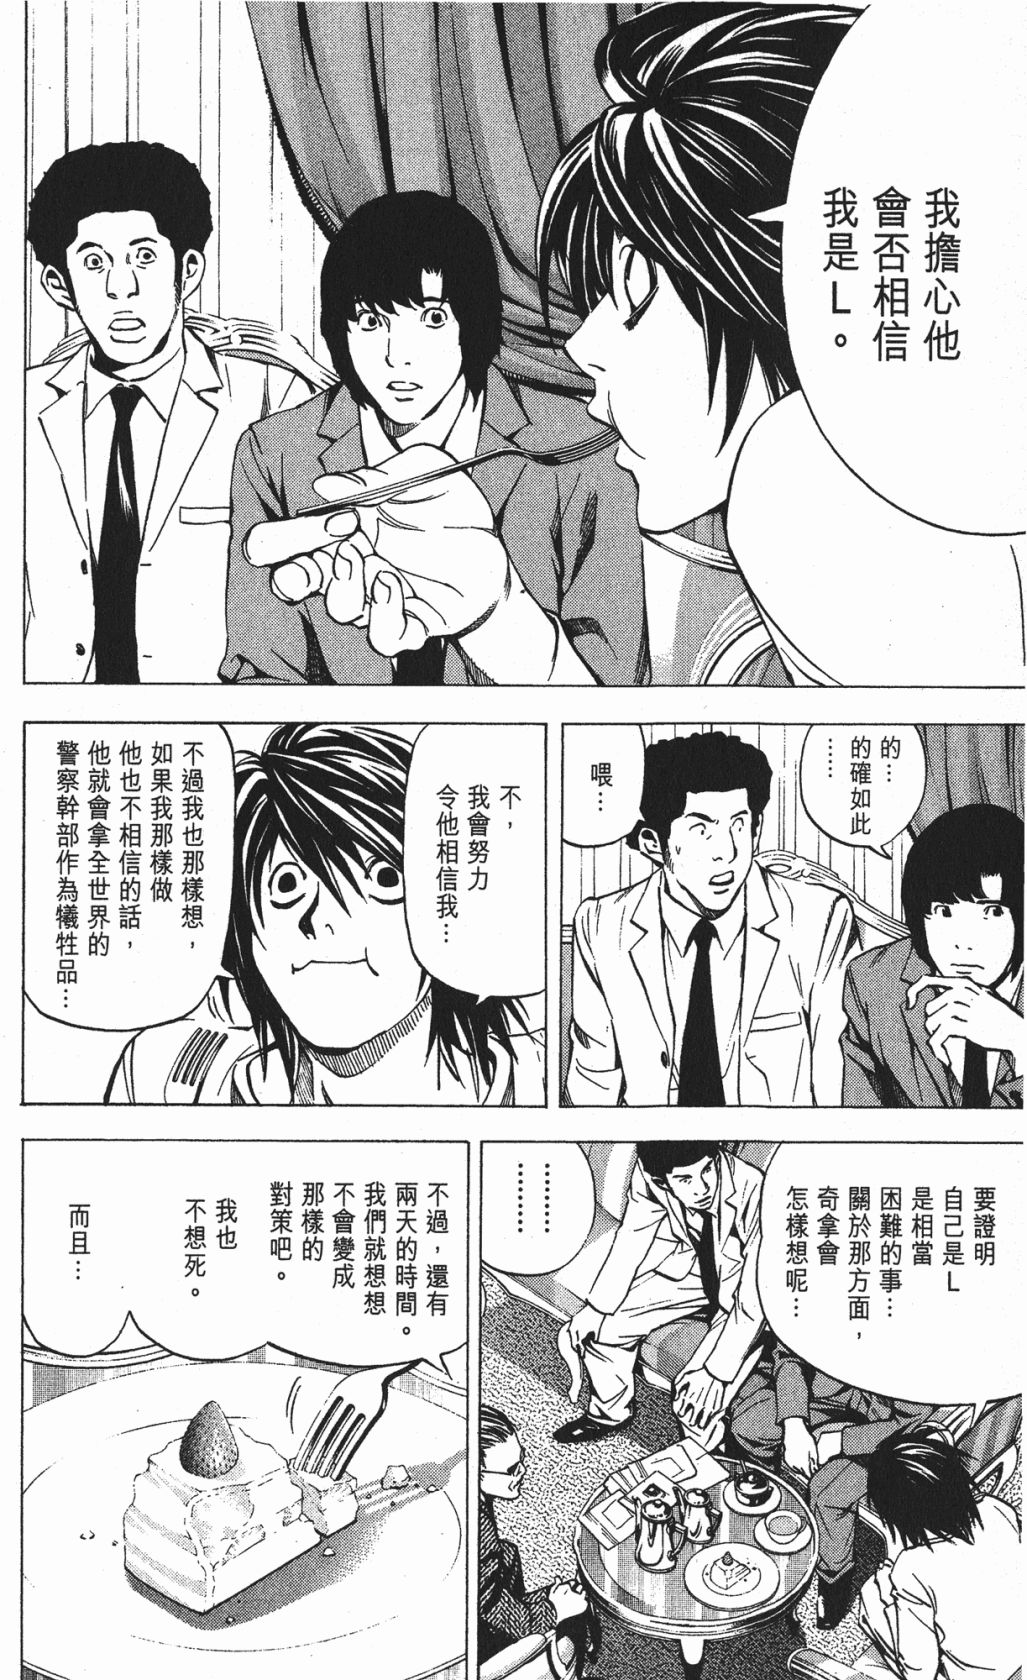 我擔心他
會否相信
我是L。
的…
的確如此
……
喂…
不，
我會努力
令他相信我…
不過我也那樣想，
如果我那樣做
他也不相信的話，
他就會拿全世界的
警察幹部作為犧牲品…
要證明
自己是L
是相當
困難的事…
關於那方面，
奇拿會
怎樣想呢…
………
………
不過，還有
兩天的時間。
我們就想想
不會變成
那樣的
對策吧。
我也
不想死。
而且…